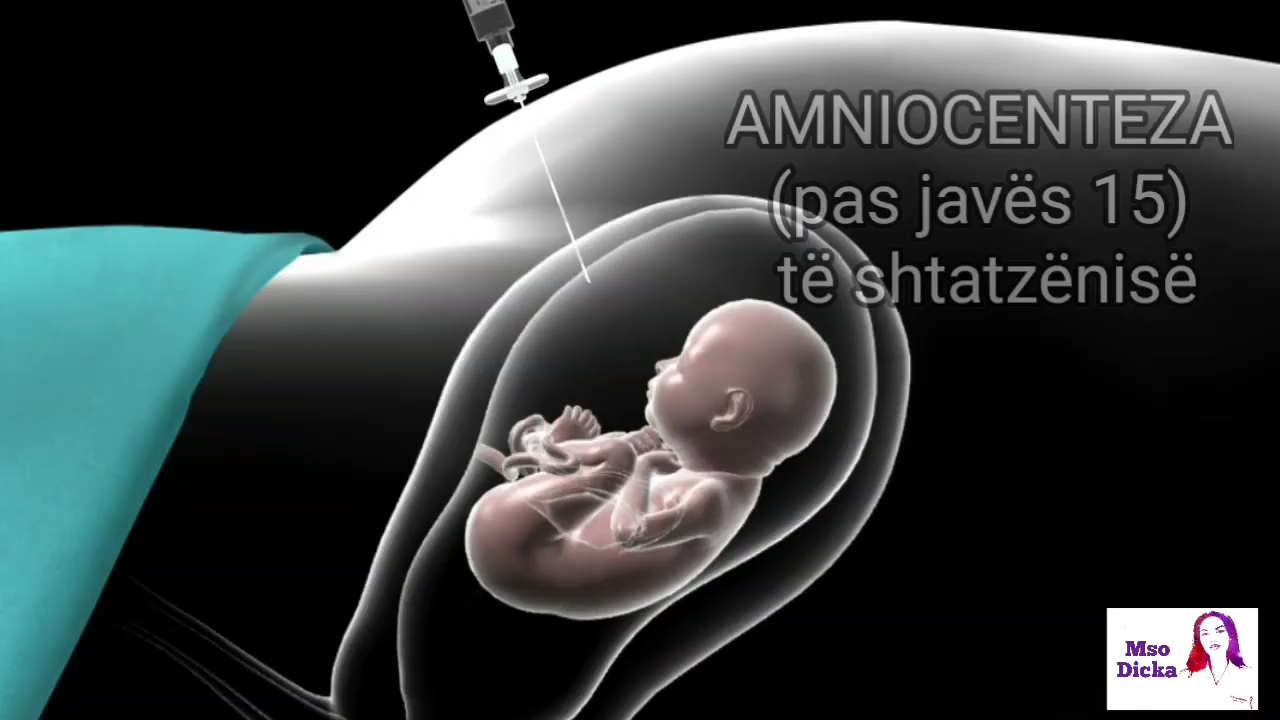 AMNIOCENTEZA
(pas javës 15)
të shtatzënisë
Mso
Dicka